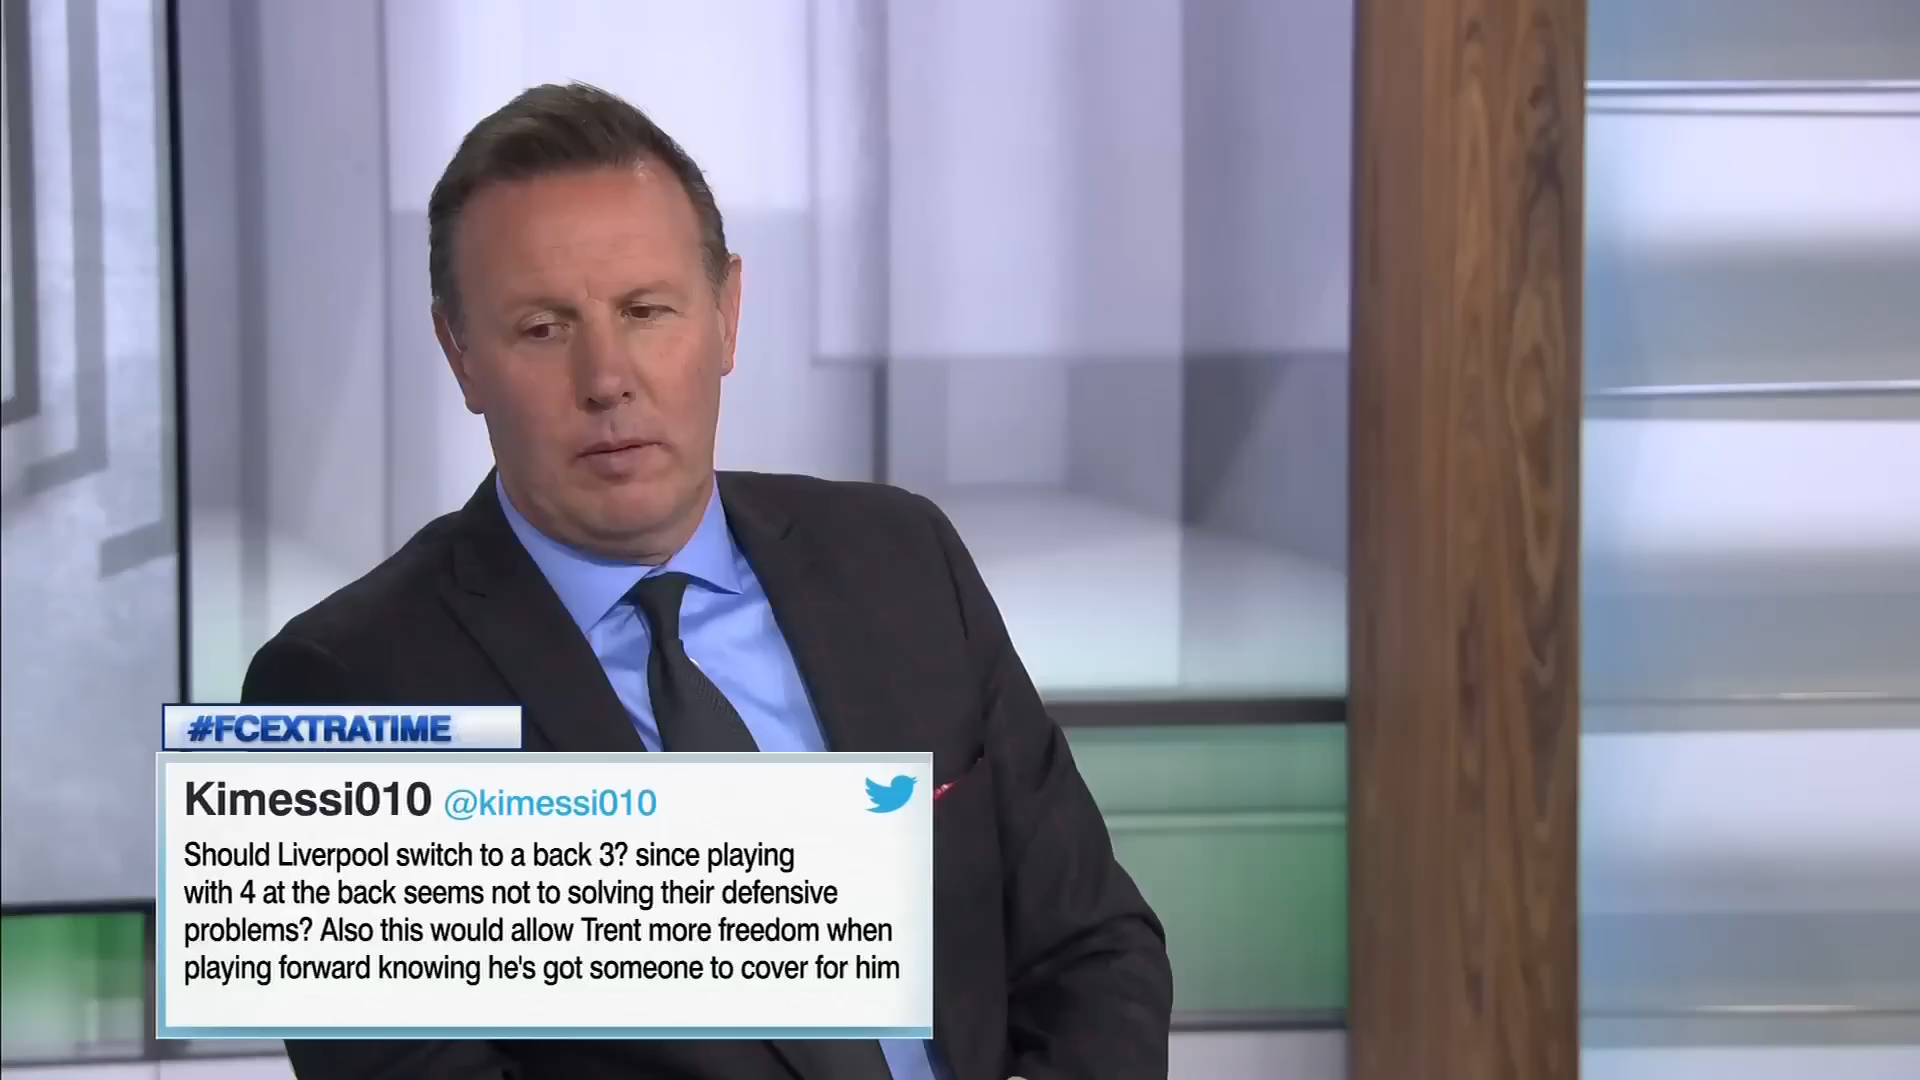 #FCEXTRATIME
Kimessi010 @kimessi010
Should Liverpool switch to a back 3? since playing
with 4 at the back seems not to solving their defensive
problems? Also this would allow Trent more freedom when
playing forward knowing he's got someone to cover for him